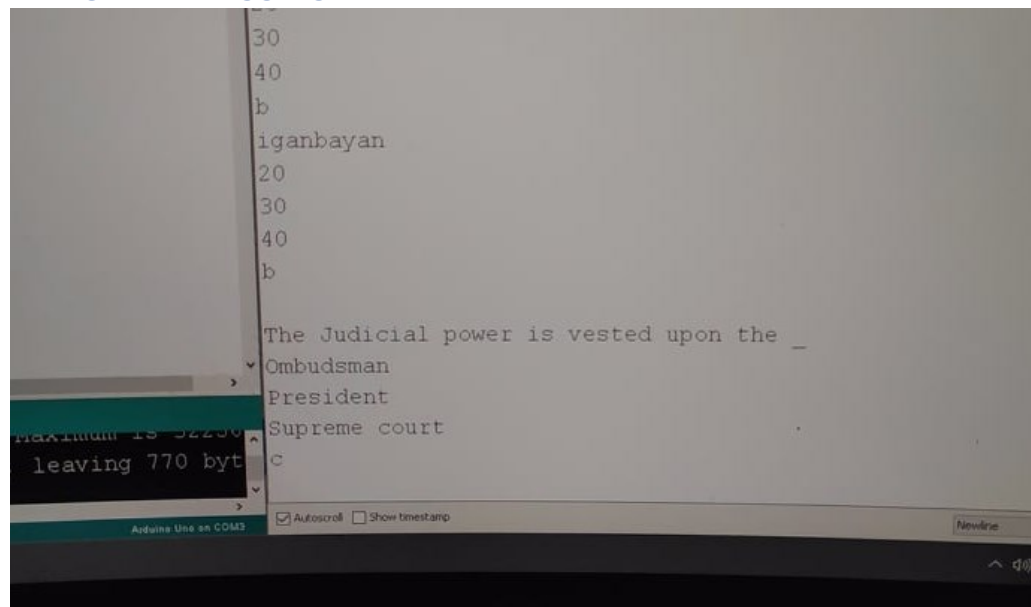 30
40
b
iganbayan
20
30
40
b
The Judicial power is vested upon the _
Ombudsman
President
Supreme court
c
leaving 770 byt
Arduino Uno on COM3
Autoscroll Show timestamp
Newline